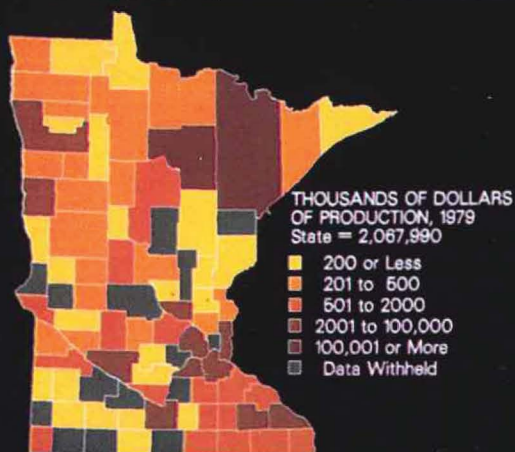 THOUSANDS OF DOLLARS
OF PRODUCTION, 1979
State = 2,067,990
200 or Less
201 to 500
501 to 2000
2001 to 100,000
100,001 or More
Data Withheld